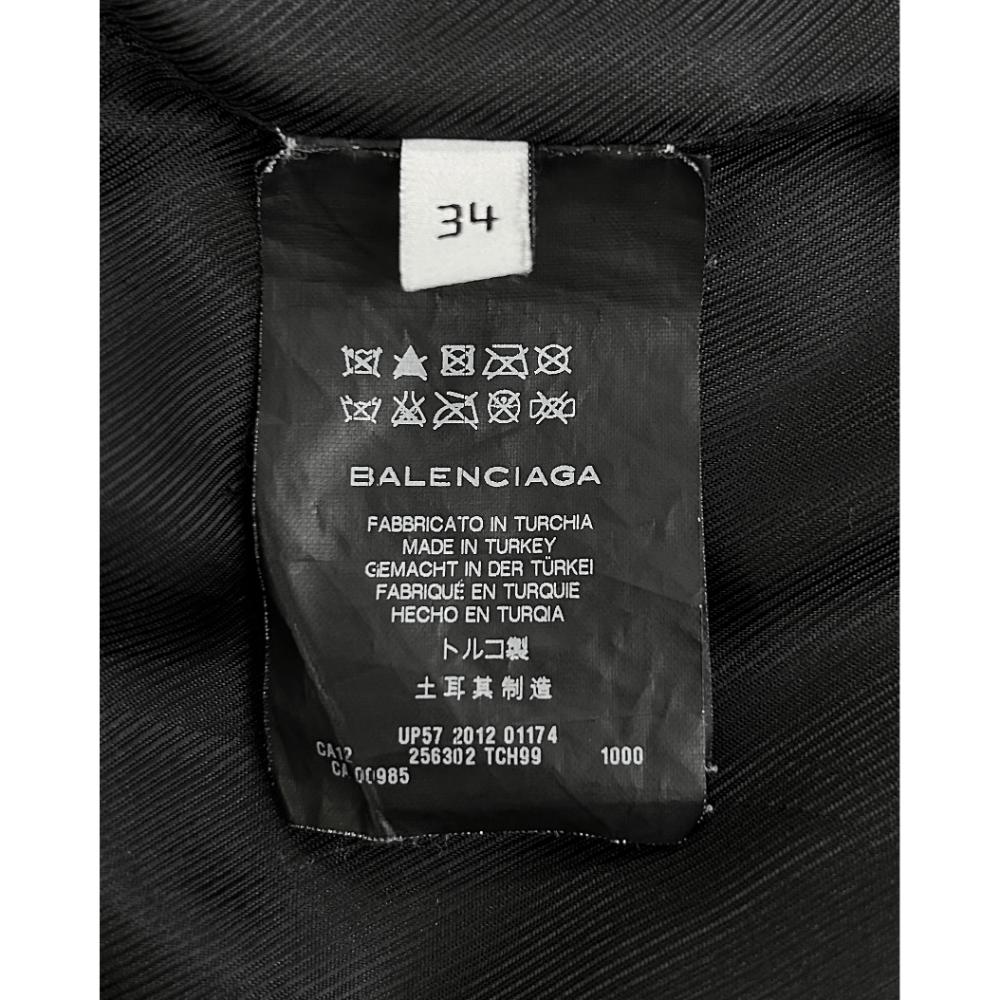 34
BALENCIAGA
FABBRICATO IN TURCHIA
MADE IN TURKEY
GEMACHT IN DER TÜRKEI
FABRIQUÉ EN TURQUIE
HECHO EN TURQIA
トルコ製
土耳其制造
UP57 2012 01174
CA12 256302 TCH99 1000
CA 00985